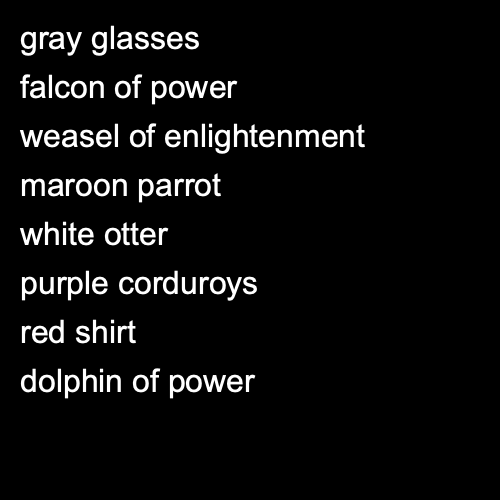 gray glasses
falcon of power
weasel of enlightenment
maroon parrot
white otter
purple corduroys
red shirt
dolphin of power